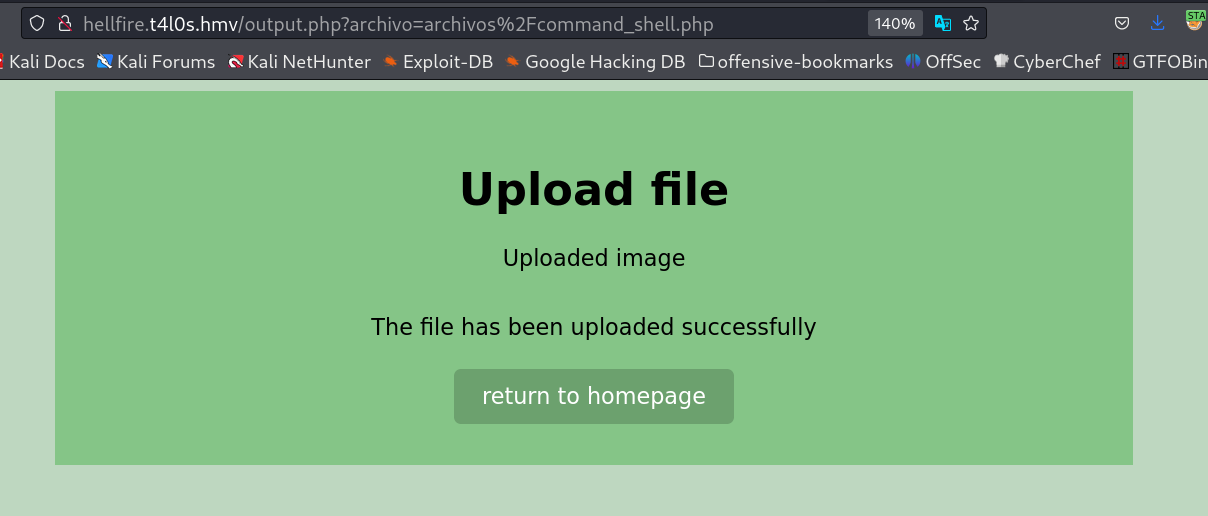 hellfire.t4l0s.hmv/output.php?archivo=archivos%2Fcommand_shell.php 140% STA
Kali Docs Kali Forums Kali NetHunter Exploit-DB Google Hacking DB offensive-bookmarks OffSec CyberChef GTFOBin
Upload file
Uploaded image
The file has been uploaded successfully
return to homepage